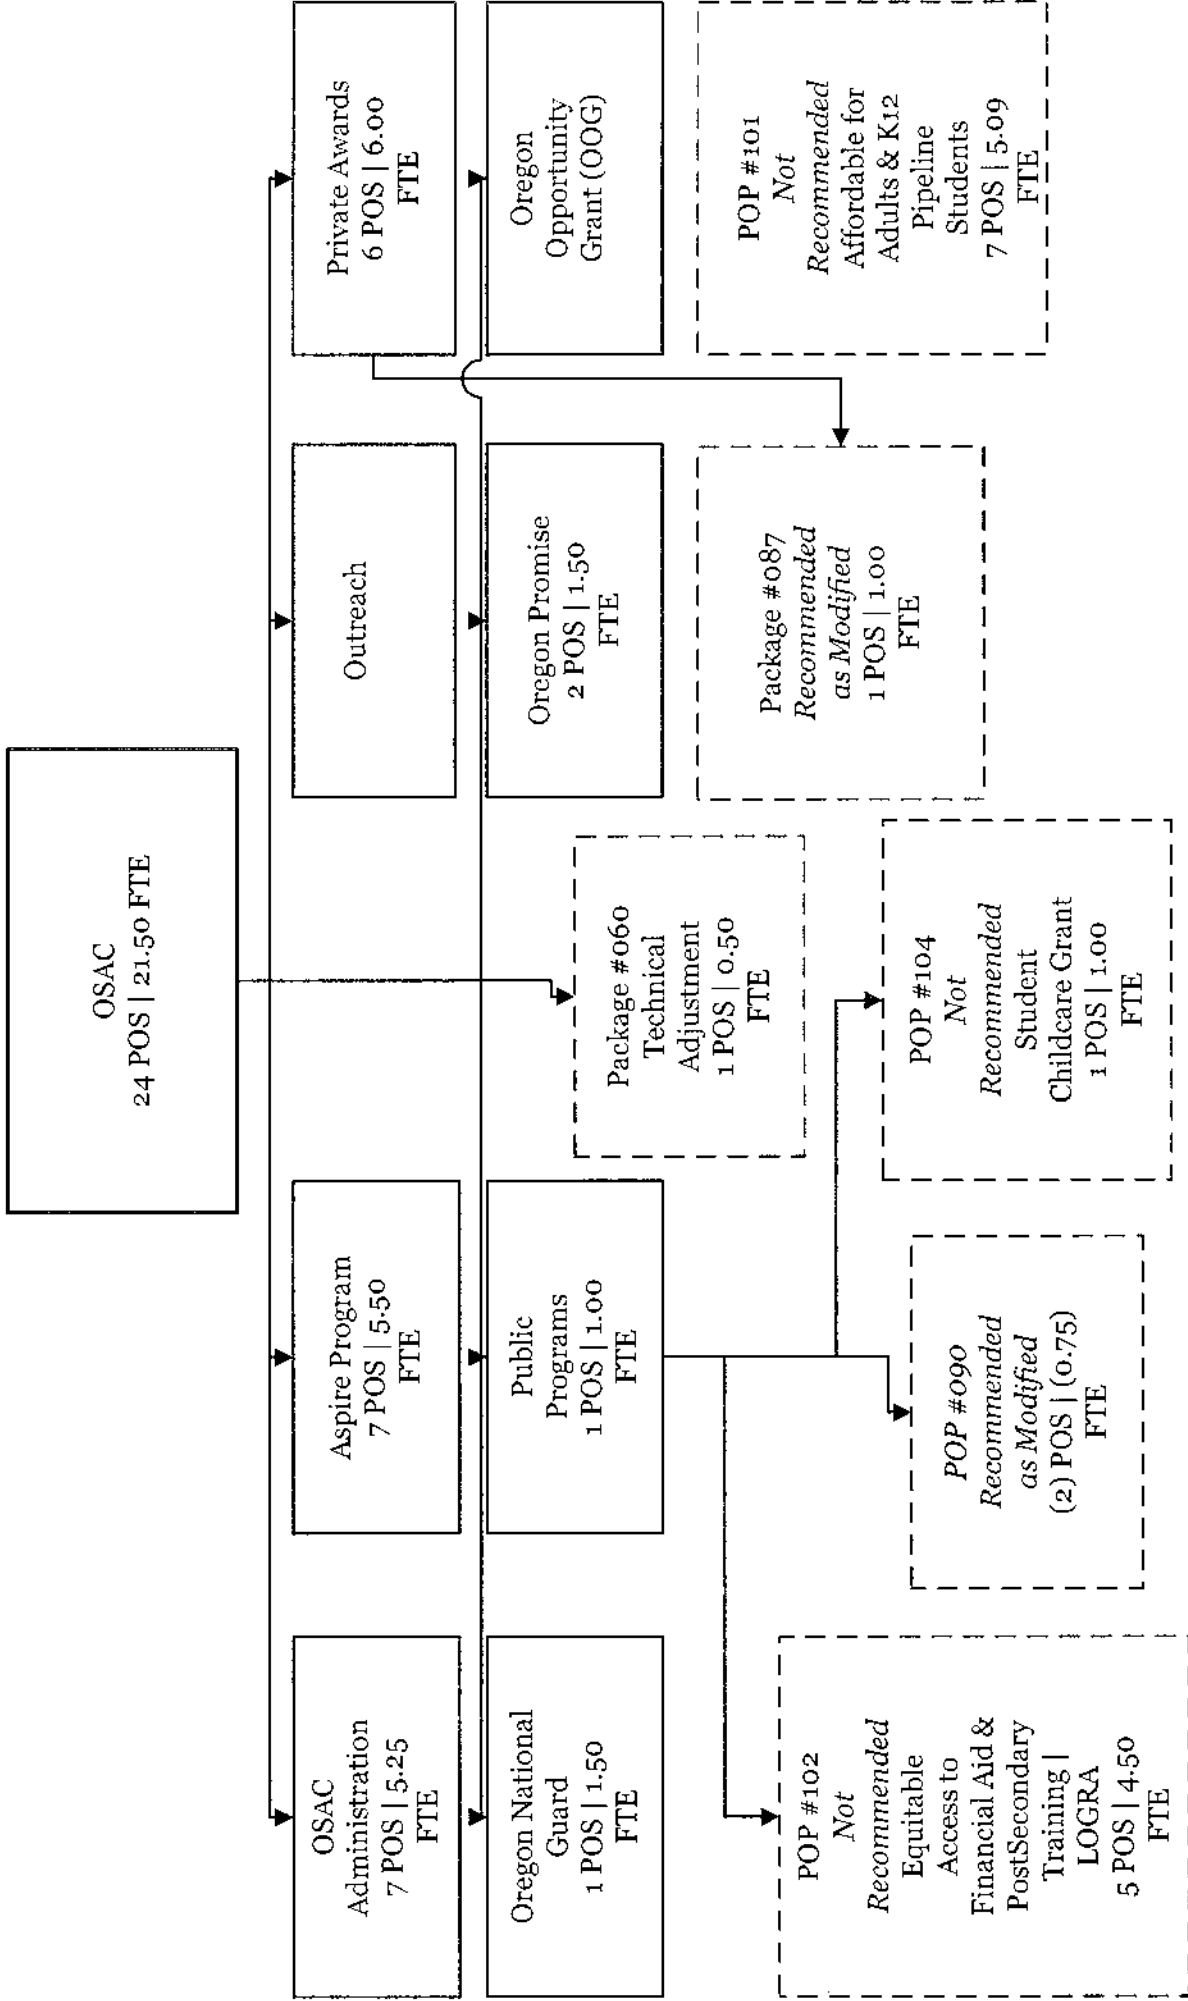 OSAC
24 POS | 21.50 FTE
OSAC
Administration
7 POS | 5.25
FTE
Aspire Program
7 POS | 5.50
FTE
Outreach
Private Awards
6 POS | 6.00
FTE
Oregon National
Guard
1 POS | 1.50
FTE
Public
Programs
1 POS | 1.00
FTE
Oregon Promise
2 POS | 1.50
FTE
Oregon
Opportunity
Grant (OOG)
Package #060
Technical
Adjustment
1 POS | 0.50
FTE
Package #087
Recommended
as Modified
1 POS | 1.00
FTE
POP #101
Not
Recommended
Affordable for
Adults & K12
Pipeline
Students
7 POS | 5.09
FTE
POP #102
Not
Recommended
Equitable
Access to
Financial Aid &
PostSecondary
Training |
LOGRA
5 POS | 4.50
FTE
POP #090
Recommended
as Modified
(2) POS | (0.75)
FTE
POP #104
Not
Recommended
Student
Childcare Grant
1 POS | 1.00
FTE